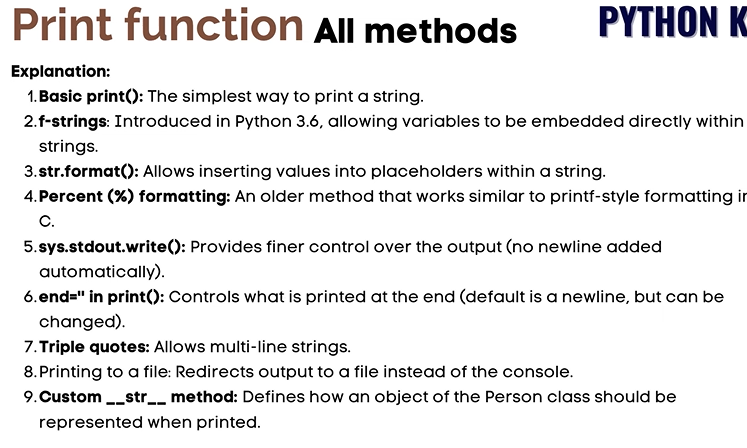 Print function All methods PYTHON K
Explanation:
1. Basic print(): The simplest way to print a string.
2. f-strings: Introduced in Python 3.6, allowing variables to be embedded directly within
strings.
3. str.format(): Allows inserting values into placeholders within a string.
4. Percent (%) formatting: An older method that works similar to printf-style formatting in
C.
5. sys.stdout.write(): Provides finer control over the output (no newline added
automatically).
6. end='' in print(): Controls what is printed at the end (default is a newline, but can be
changed).
7. Triple quotes: Allows multi-line strings.
8. Printing to a file: Redirects output to a file instead of the console.
9. Custom __str__ method: Defines how an object of the Person class should be
represented when printed.